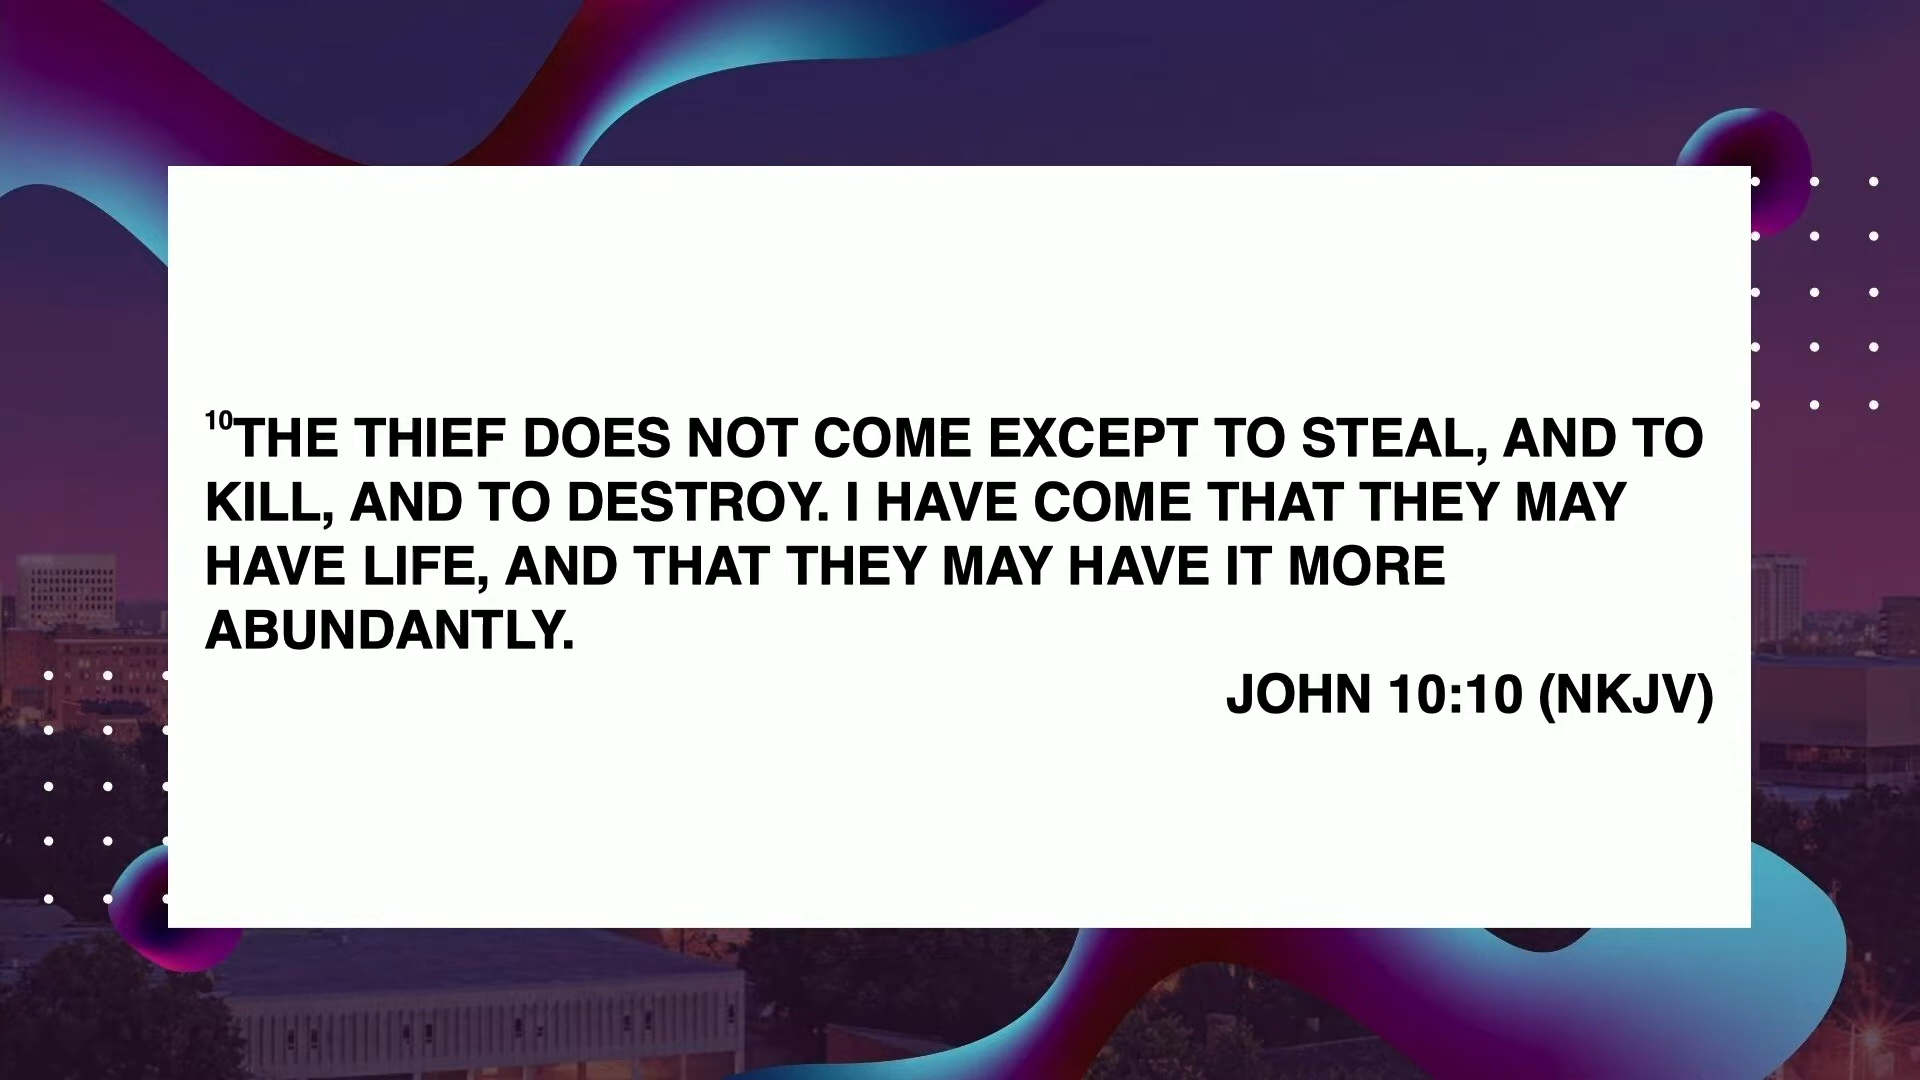 10THE THIEF DOES NOT COME EXCEPT TO STEAL, AND TO
KILL, AND TO DESTROY. I HAVE COME THAT THEY MAY
HAVE LIFE, AND THAT THEY MAY HAVE IT MORE
ABUNDANTLY.
JOHN 10:10 (NKJV)